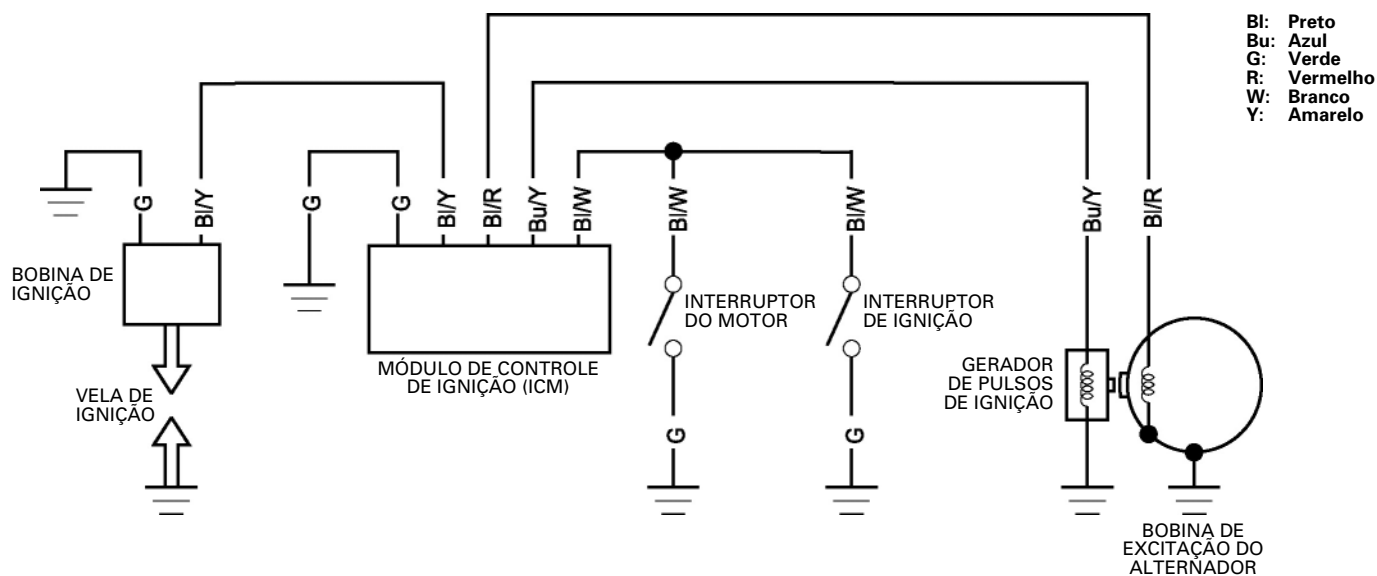 Bl: Preto
Bu: Azul
G: Verde
R: Vermelho
W: Branco
Y: Amarelo
G
Bl/Y
G
G
Bl/Y
Bl/R
Bu/Y
Bl/W
Bl/W
Bl/W
Bu/Y
Bl/R
BOBINA DE
IGNIÇÃO
VELA DE
IGNIÇÃO
MÓDULO DE CONTROLE
DE IGNIÇÃO (ICM)
INTERRUPTOR
DO MOTOR
INTERRUPTOR
DE IGNIÇÃO
G
G
GERADOR
DE PULSOS
DE IGNIÇÃO
BOBINA DE
EXCITAÇÃO DO
ALTERNADOR